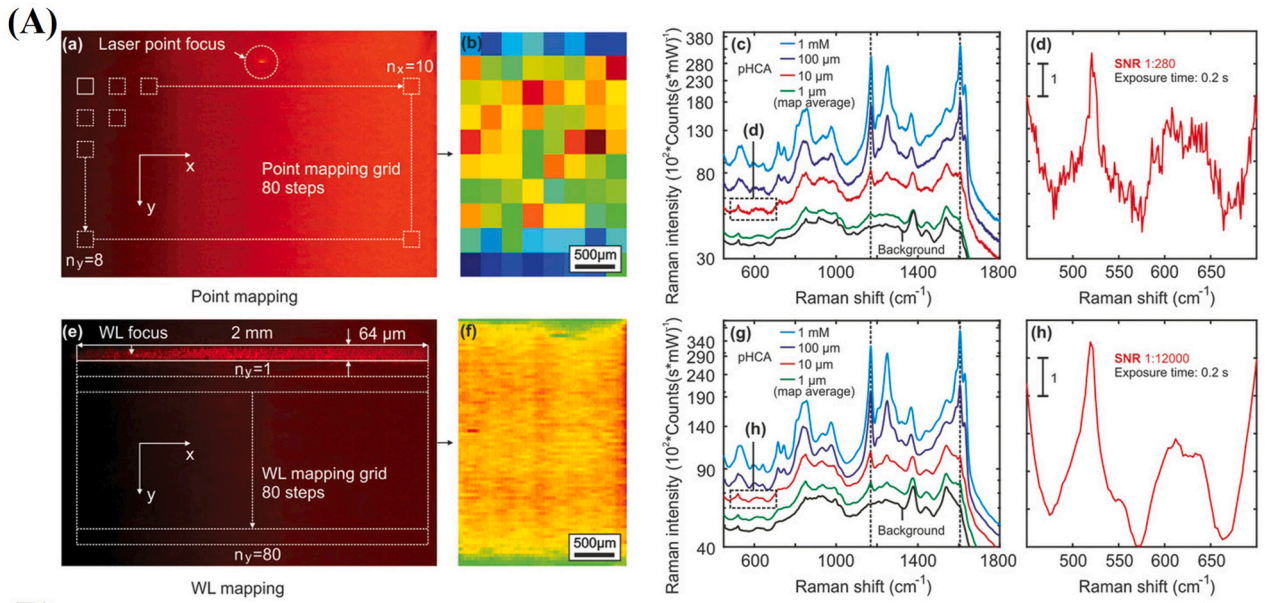 (A)
(a)
Laser point focus
nx=10
x
y
Point mapping grid
80 steps
ny=8
Point mapping
(b)
500µm
(c)
1 mM
100 µm
pHCA
10 µm
1 µm
(map average)
(d)
Background
Raman intensity (10²*Counts(s*mW)⁻¹)
380
280
180
130
80
30
600
1000
1400
1800
Raman shift (cm⁻¹)
(d)
SNR 1:280
Exposure time: 0.2 s
1
500
550
600
650
Raman shift (cm⁻¹)
(e)
WL focus
2 mm
64 µm
ny=1
x
y
WL mapping grid
80 steps
ny=80
WL mapping
(f)
500µm
(g)
1 mM
100 µm
pHCA
10 µm
1 µm
(map average)
(h)
Background
Raman intensity (10²*Counts(s*mW)⁻¹)
340
290
240
190
140
90
40
600
1000
1400
1800
Raman shift (cm⁻¹)
(h)
SNR 1:12000
Exposure time: 0.2 s
1
500
550
600
650
Raman shift (cm⁻¹)